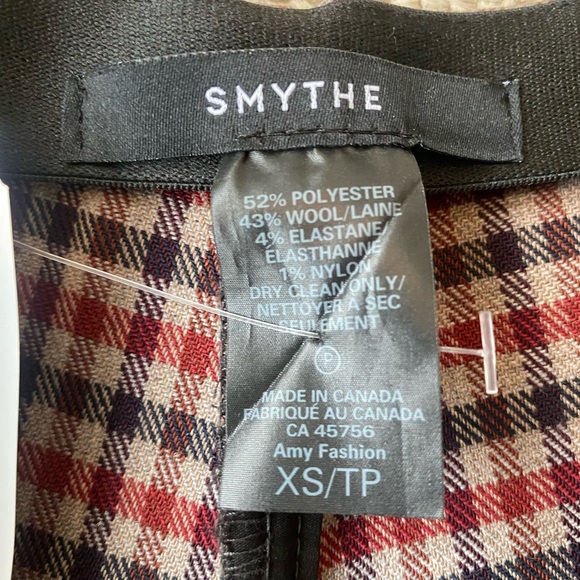 SMYTHE
52% POLYESTER
43% WOOL/LAINE
4% ELASTANE/
ELASTHANNE
1% NYLON
DRY CLEAN ONLY/
NETTOYER A SEC
SEULEMENT
P
MADE IN CANADA
FABRIQUÉ AU CANADA
CA 45756
Amy Fashion
XS/TP